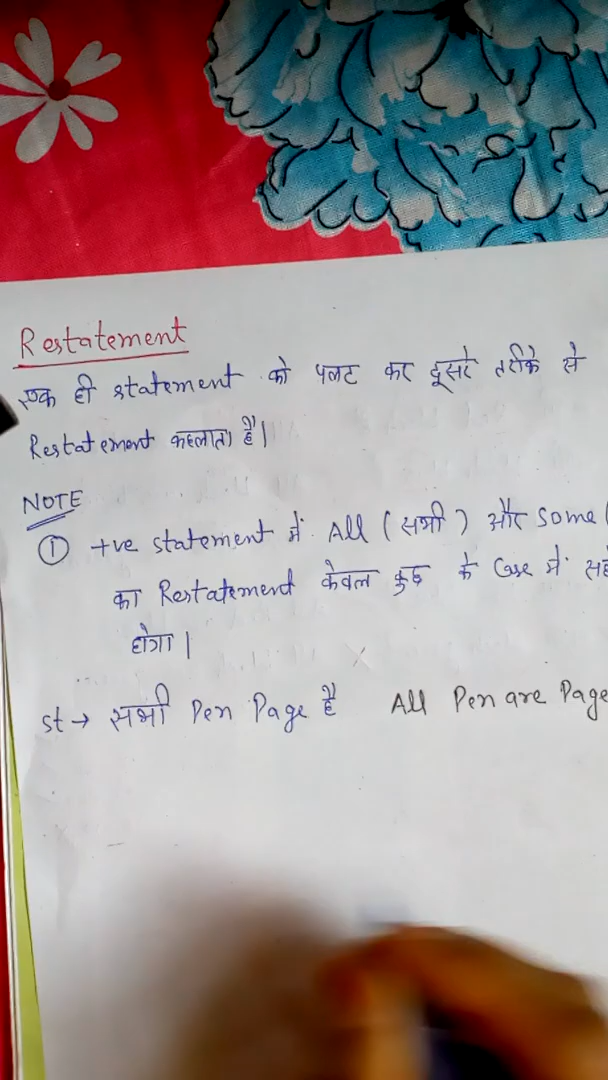 Restatement
एक ही statement को पलट कर दूसरे तरीके से
Restatement कहलाता है।
NOTE
① +ve statement में All (सभी) और Some (
का Restatement केवल कुछ के Case में
होगा।
st → सभी Pen Page है All Pen are Page